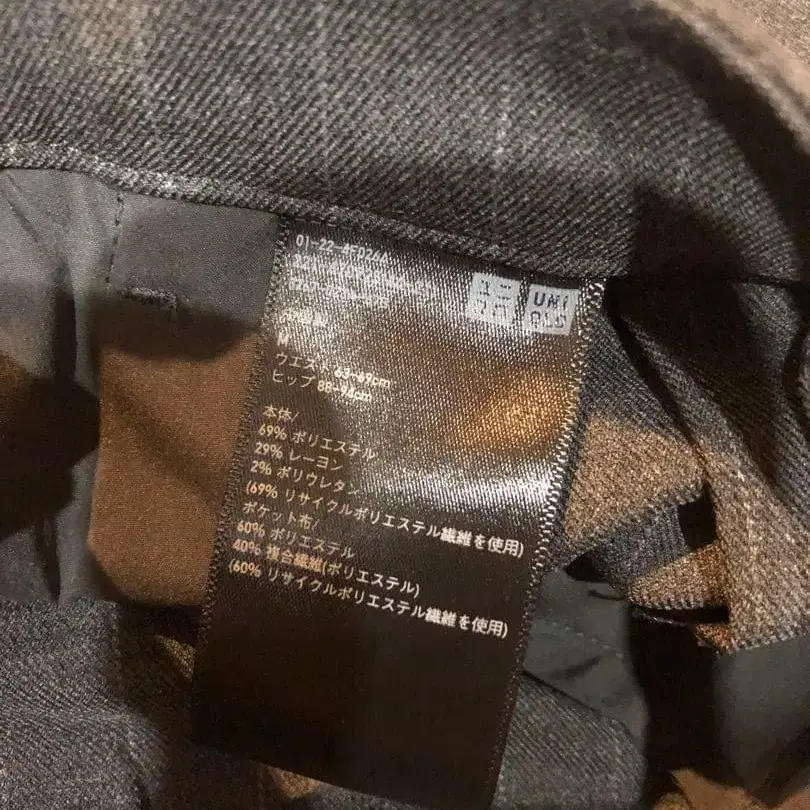 ユニ
クロ
UNI
QLO
M
ウエスト 63-69cm
ヒップ 88-94cm
本体/
69% ポリエステル
29% レーヨン
2% ポリウレタン
(69% リサイクルポリエステル繊維を使用)
ポケット布/
60% ポリエステル
40% 複合繊維(ポリエステル)
(60% リサイクルポリエステル繊維を使用)